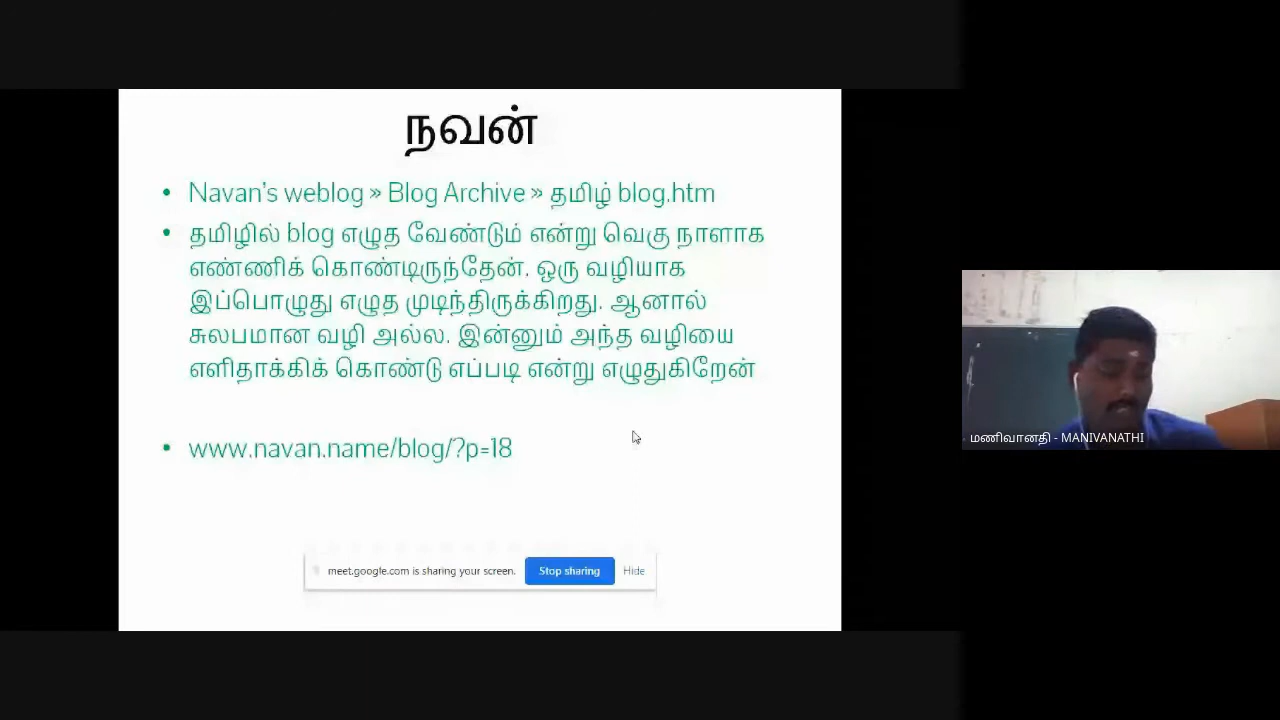 நவன்
• Navan's weblog » Blog Archive » தமிழ் blog.htm
• தமிழில் blog எழுத வேண்டும் என்று வெகு நாளாக
எண்ணிக் கொண்டிருந்தேன். ஒரு வழியாக
இப்பொழுது எழுத முடிந்திருக்கிறது. ஆனால்
சுலபமான வழி அல்ல. இன்னும் அந்த வழியை
எளிதாக்கிக் கொண்டு எப்படி என்று எழுதுகிறேன்
• www.navan.name/blog/?p=18
meet.google.com is sharing your screen. Stop sharing Hide
மணிவானதி - MANIVANATHI